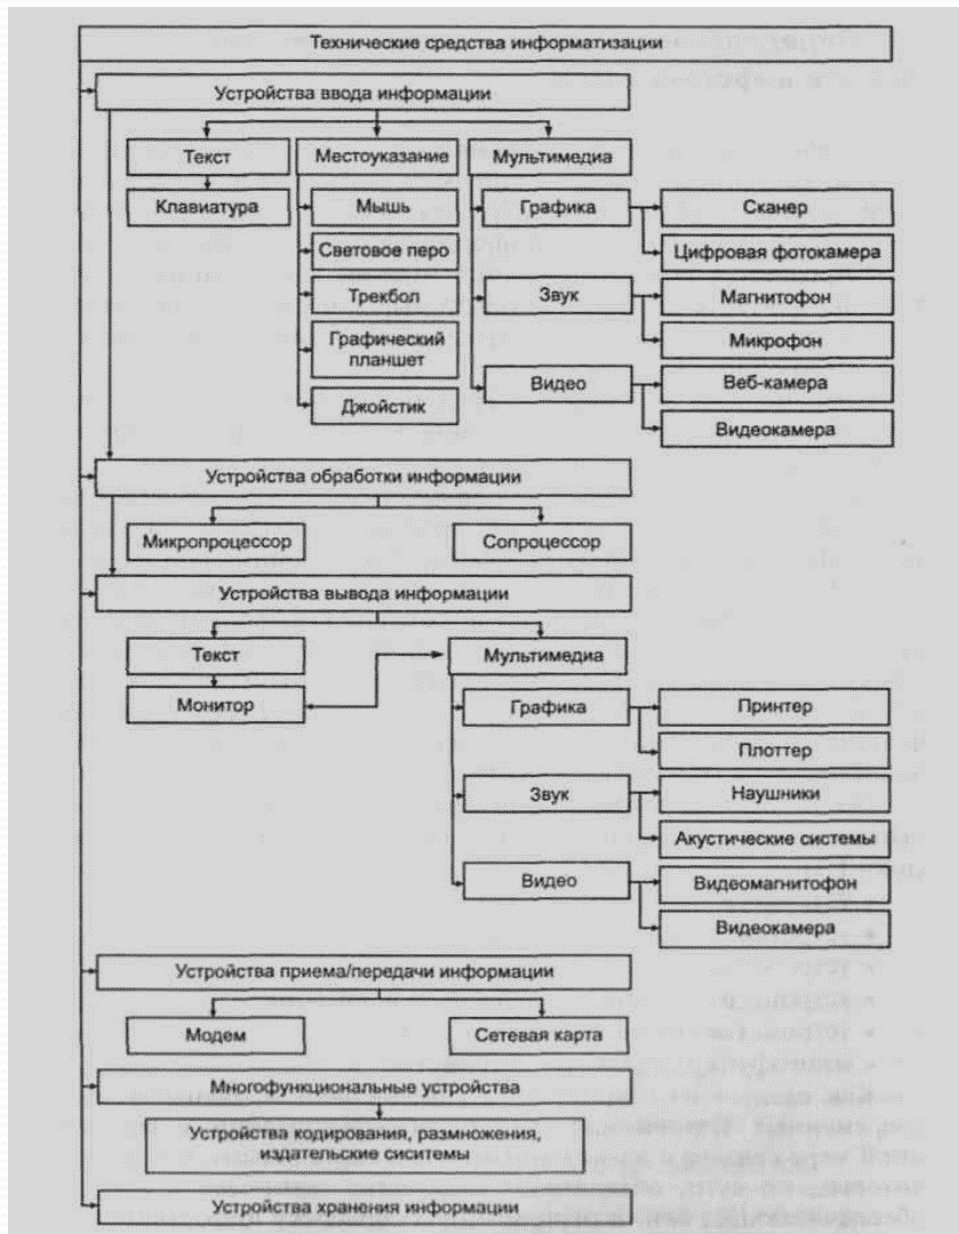 Технические средства информатизации
Устройства ввода информации
Текст
Местоуказание
Мультимедиа
Клавиатура
Мышь
Графика
Сканер
Световое перо
Цифровая фотокамера
Трекбол
Звук
Магнитофон
Графический
планшет
Микрофон
Видео
Веб-камера
Джойстик
Видеокамера
Устройства обработки информации
Микропроцессор
Сопроцессор
Устройства вывода информации
Текст
Мультимедиа
Монитор
Графика
Принтер
Плоттер
Звук
Наушники
Акустические системы
Видео
Видеомагнитофон
Видеокамера
Устройства приема/передачи информации
Модем
Сетевая карта
Многофункциональные устройства
Устройства кодирования, размножения,
издательские сиситемы
Устройства хранения информации